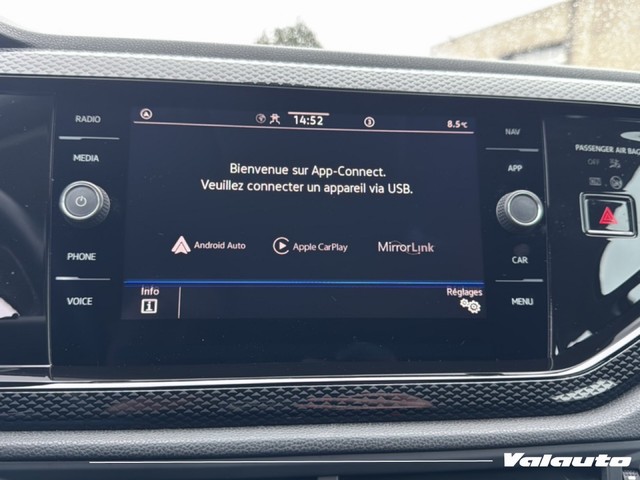 RADIO
MEDIA
PHONE
VOICE
14:52
8.5°C
Bienvenue sur App-Connect.
Veuillez connecter un appareil via USB.
Android Auto
Apple CarPlay
MirrorLink
Info
Réglages
NAV
APP
CAR
MENU
PASSENGER AIR BAG
OFF
Valauto